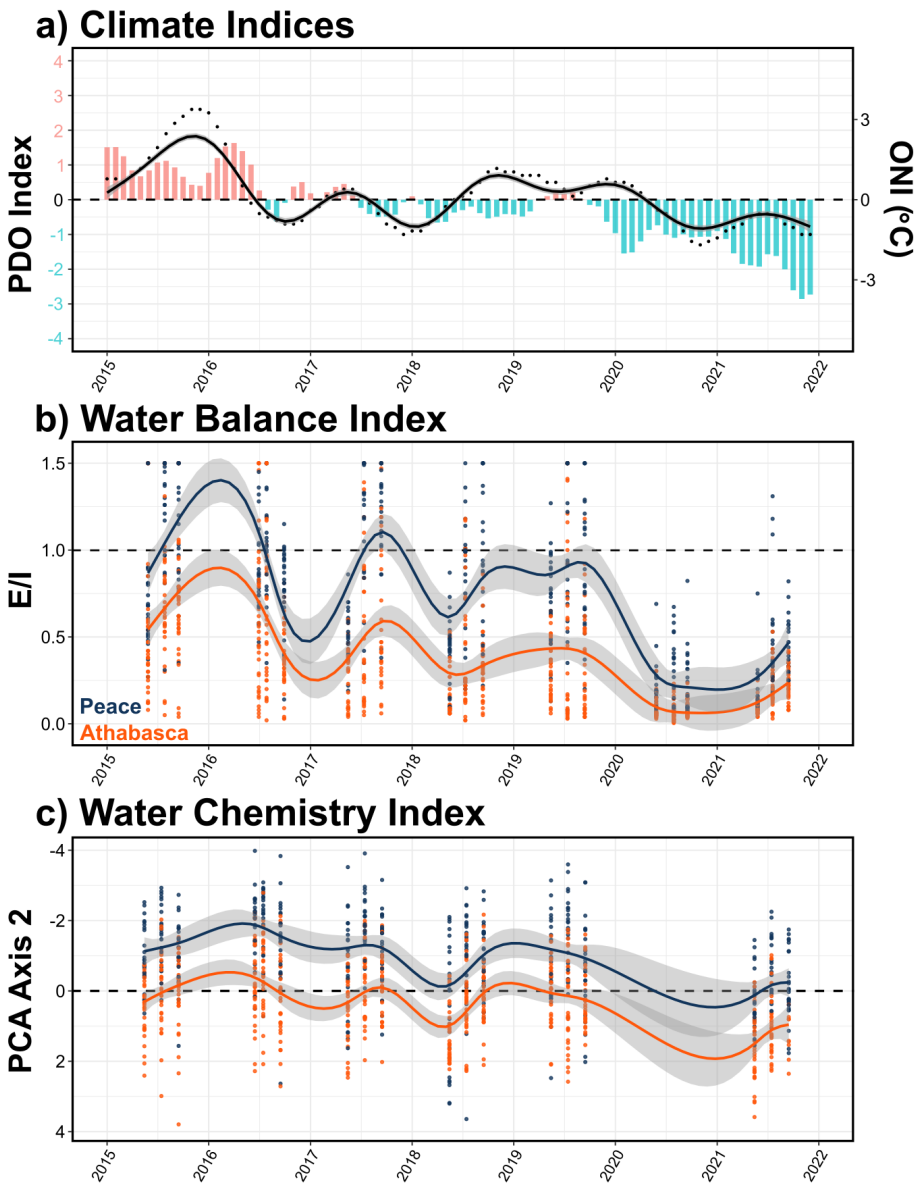 a) Climate Indices
PDO Index
4
3
2
1
0
-1
-2
-3
-4
3
0
-3
ONI (°C)
2015 2016 2017 2018 2019 2020 2021 2022
b) Water Balance Index
E/I
1.5
1.0
0.5
0.0
Peace
Athabasca
2015 2016 2017 2018 2019 2020 2021 2022
c) Water Chemistry Index
PCA Axis 2
-4
-2
0
2
4
2015 2016 2017 2018 2019 2020 2021 2022